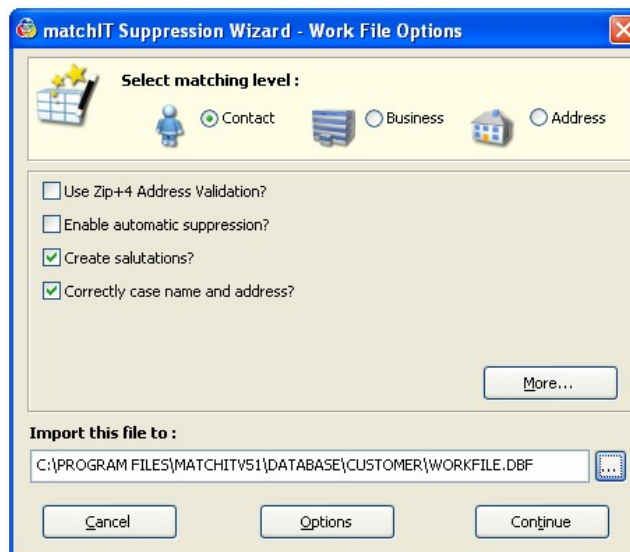 matchIT Suppression Wizard - Work File Options
Select matching level :
Contact Business Address
Use Zip+4 Address Validation?
Enable automatic suppression?
Create salutations?
Correctly case name and address?
More...
Import this file to :
C:\PROGRAM FILES\MATCHITV51\DATABASE\CUSTOMER\WORKFILE.DBF ...
Cancel Options Continue